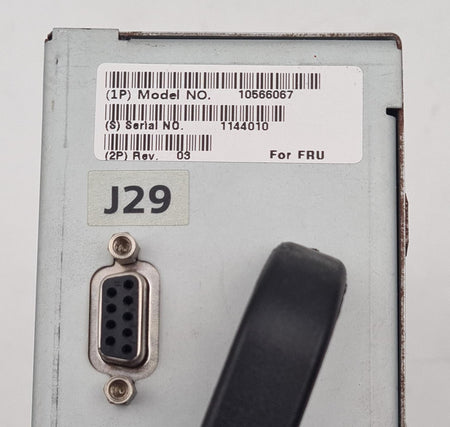 (1P) Model NO. 10566067
(S) Serial NO. 1144010
(2P) Rev. 03 For FRU
J29